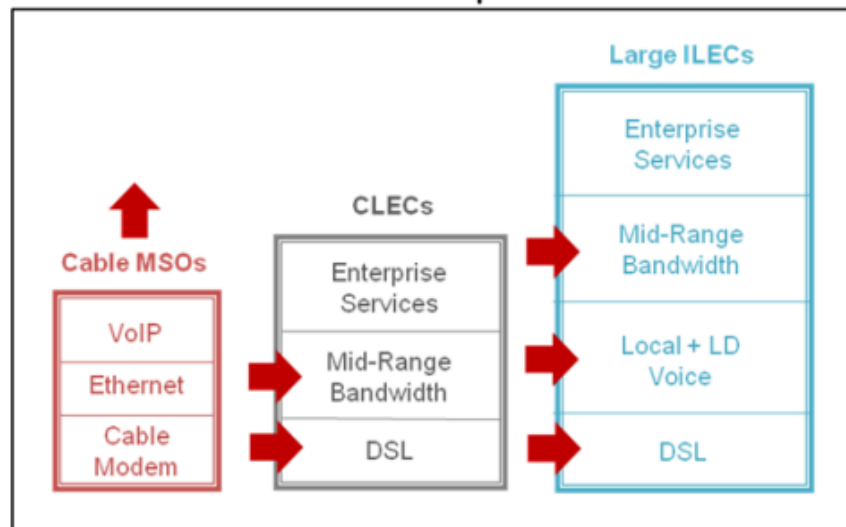 Large ILECs
Enterprise
Services
Mid-Range
Bandwidth
Local + LD
Voice
DSL
CLECs
Enterprise
Services
Mid-Range
Bandwidth
DSL
Cable MSOs
VoIP
Ethernet
Cable
Modem